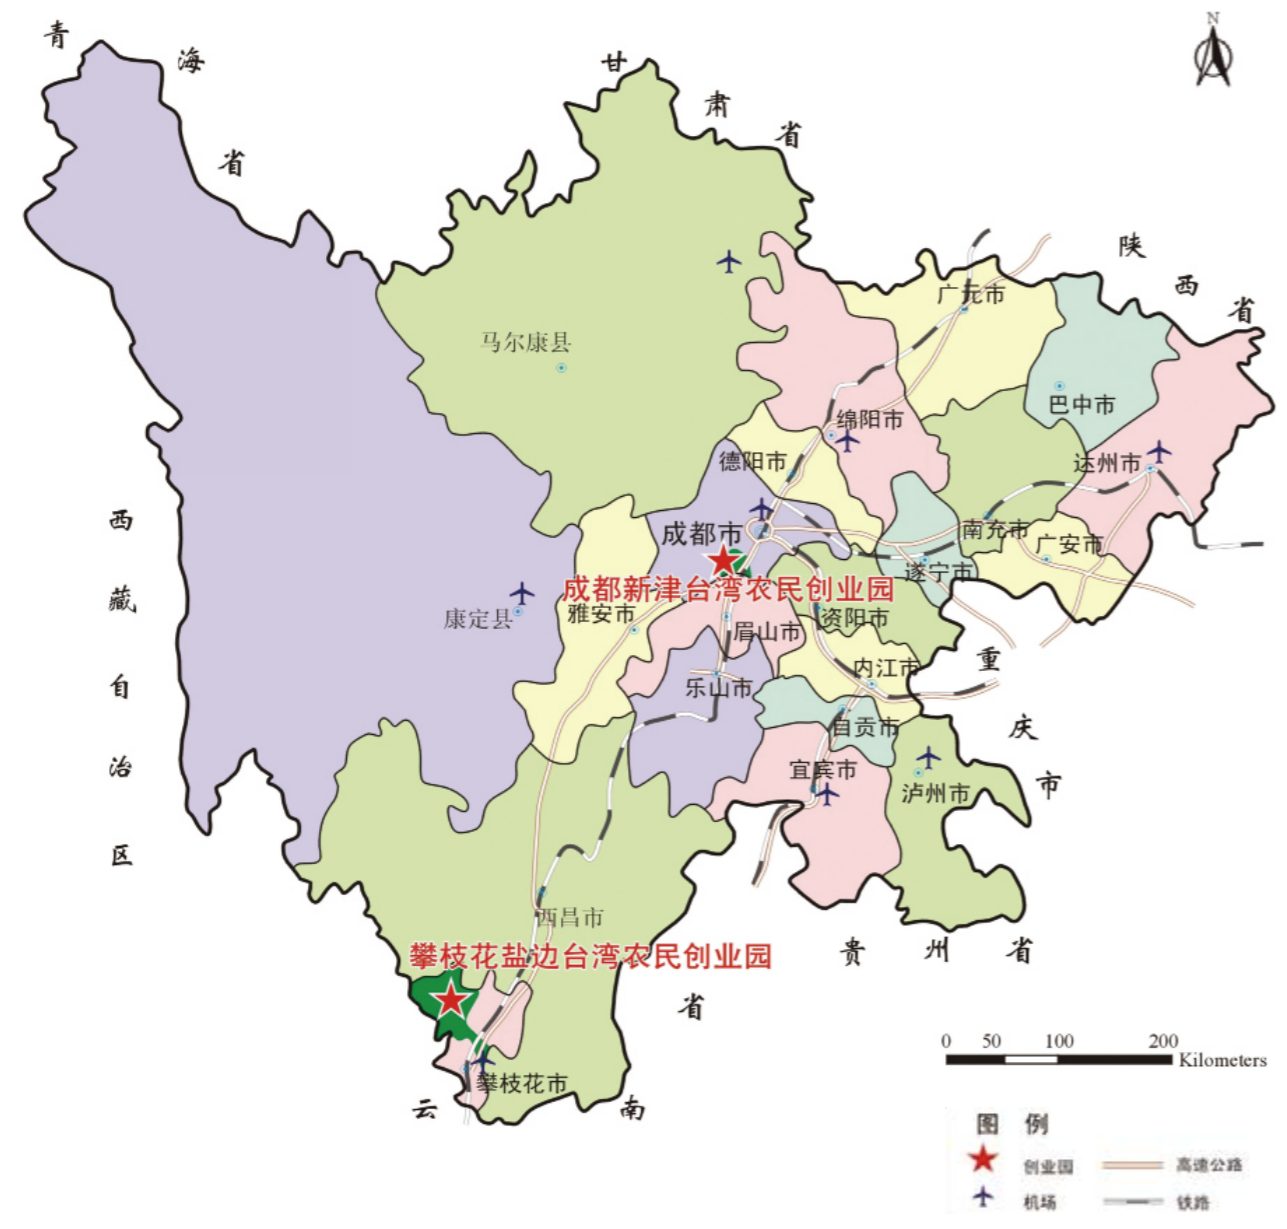 N
青海省
甘肃省
陕西省
广元市
马尔康县
巴中市
绵阳市
德阳市
达州市
西藏自治区
成都市
南充市
广安市
遂宁市
成都新津台湾农民创业园
康定县
雅安市
资阳市
眉山市
重庆市
内江市
乐山市
自贡市
宜宾市
泸州市
西昌市
贵州省
攀枝花盐边台湾农民创业园
攀枝花市
云南省
0 50 100 200
Kilometers
图例
创业园
高速公路
机场
铁路